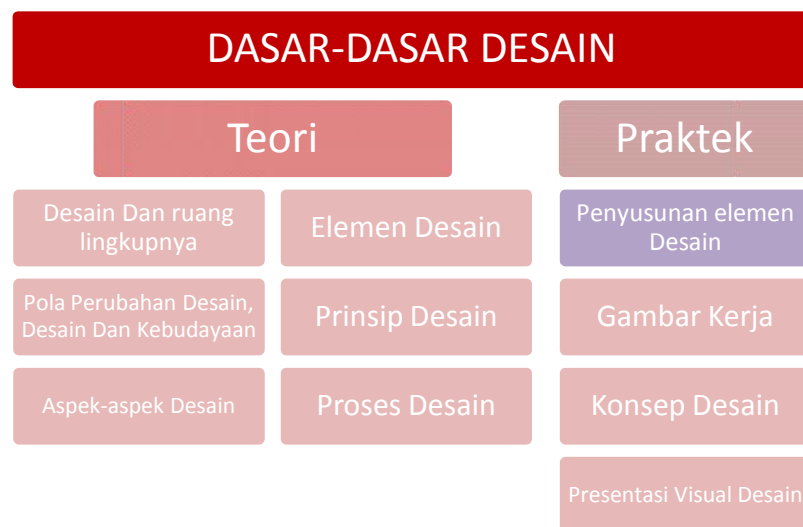 DASAR-DASAR DESAIN
Teori
Praktek
Desain Dan ruang
lingkupnya
Elemen Desain
Penyusunan elemen
Desain
Pola Perubahan Desain,
Desain Dan Kebudayaan
Prinsip Desain
Gambar Kerja
Aspek-aspek Desain
Proses Desain
Konsep Desain
Presentasi Visual Desain